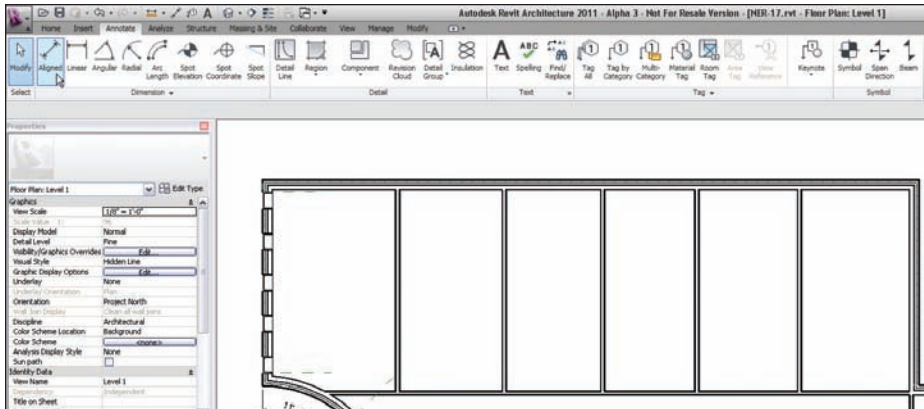 Autodesk Revit Architecture 2011 - Alpha 3 - Not For Resale Version - [NER-17.rvt - Floor Plan: Level 1]
Home Insert Annotate Analyze Structure Massing & Site Collaborate View Manage Modify
Modify Aligned Linear Angular Radial Arc Length Spot Elevation Spot Coordinate Spot Slope Detail Line Region Component Revision Cloud Detail Group Insulation Text Spelling Find/Replace Tag All Tag by Category Multi-Category Material Tag Room Tag Area Tag View Reference Keynote Symbol Span Direction Beam
Select Dimension Detail Text Tag Symbol
Properties
Floor Plan: Level 1 Edit Type
Graphics
View Scale 1/8" = 1'-0"
Scale Value 1: 96
Display Model Normal
Detail Level Fine
Visibility/Graphics Overrides Edit...
Visual Style Hidden Line
Graphic Display Options Edit...
Underlay None
Underlay Orientation Plan
Orientation Project North
Wall Join Display Clean all wall joins
Discipline Architectural
Color Scheme Location Background
Color Scheme <none>
Analysis Display Style None
Sun path
Identity Data
View Name Level 1
Dependency Independent
Title on Sheet